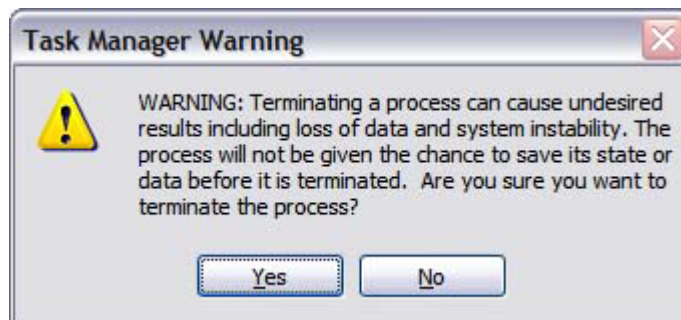 Task Manager Warning
WARNING: Terminating a process can cause undesired
results including loss of data and system instability. The
process will not be given the chance to save its state or
data before it is terminated.  Are you sure you want to
terminate the process?
Yes
No